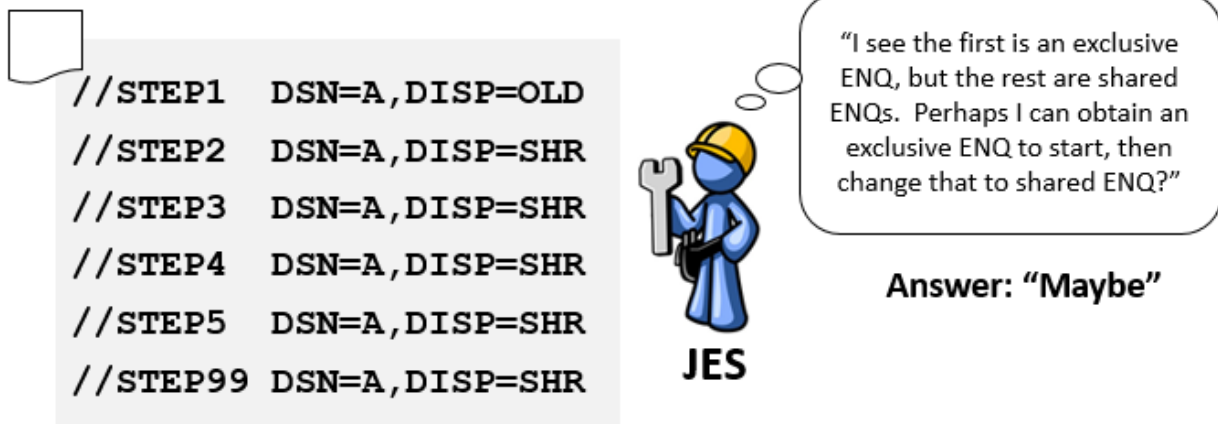 //STEP1  DSN=A,DISP=OLD
//STEP2  DSN=A,DISP=SHR
//STEP3  DSN=A,DISP=SHR
//STEP4  DSN=A,DISP=SHR
//STEP5  DSN=A,DISP=SHR
//STEP99 DSN=A,DISP=SHR
JES
“I see the first is an exclusive
ENQ, but the rest are shared
ENQs.  Perhaps I can obtain an
exclusive ENQ to start, then
change that to shared ENQ?”
Answer: “Maybe”